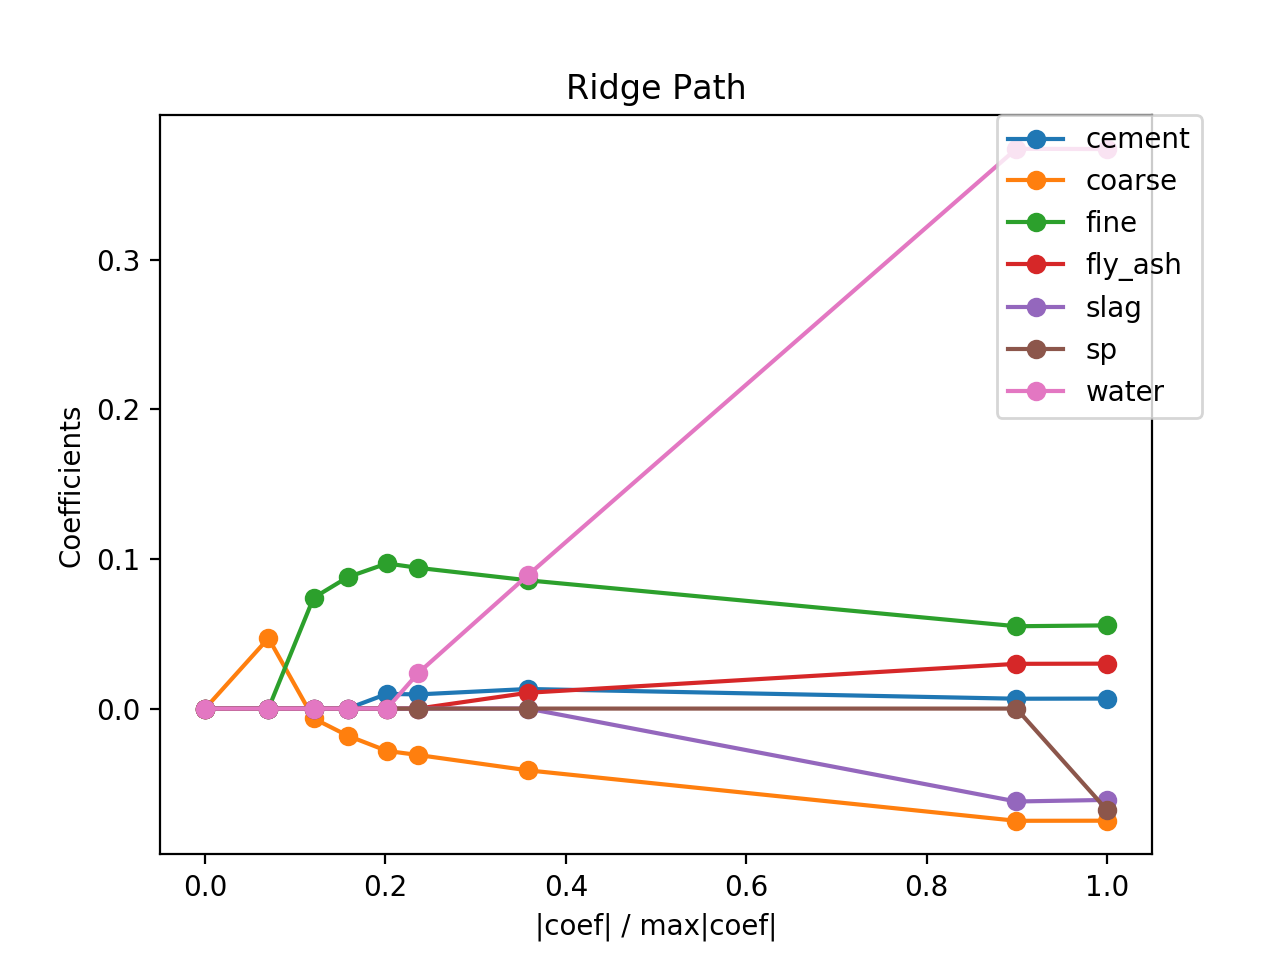 Ridge Path
cement
coarse
fine
fly_ash
slag
sp
water
Coefficients
0.3
0.2
0.1
0.0
0.0 0.2 0.4 0.6 0.8 1.0
|coef| / max|coef|